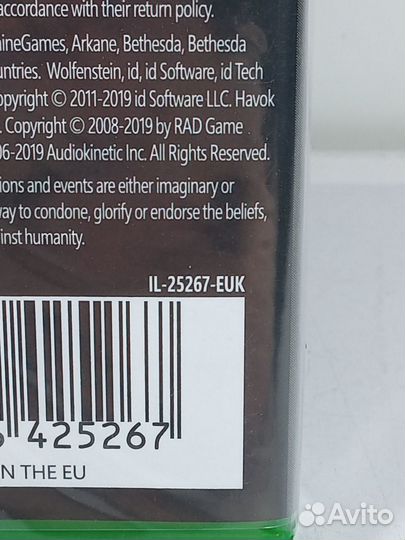 accordance with their return policy.
ineGames, Arkane, Bethesda, Bethesda
untries. Wolfenstein, id, id Software, id Tech
opyright © 2011-2019 id Software LLC. Havok
. Copyright © 2008-2019 by RAD Game
06-2019 Audiokinetic Inc. All Rights Reserved.
ions and events are either imaginary or
way to condone, glorify or endorse the beliefs,
inst humanity.
IL-25267-EUK
425267
N THE EU
Avito